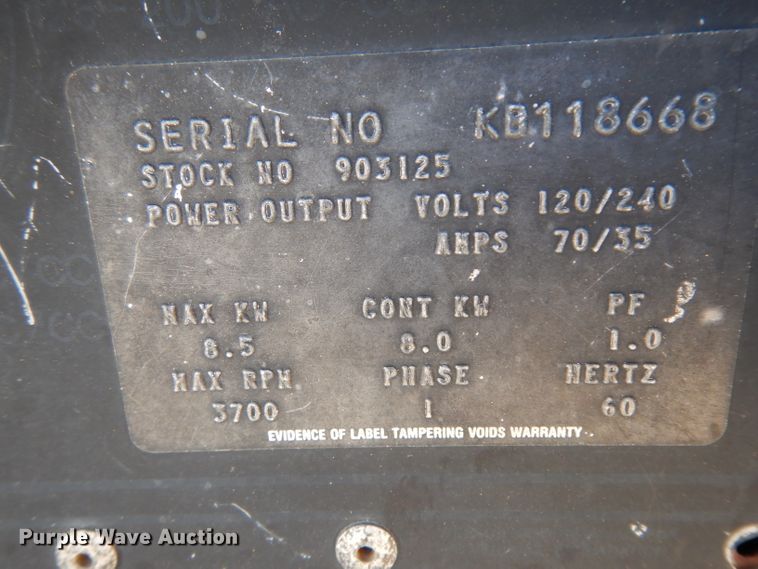 SERIAL NO KB118668
STOCK NO 903125
POWER OUTPUT VOLTS 120/240
AMPS 70/35
MAX KW CONT KW PF
8.5 8.0 1.0
MAX RPM PHASE HERTZ
3700 1 60
EVIDENCE OF LABEL TAMPERING VOIDS WARRANTY
Purple Wave Auction